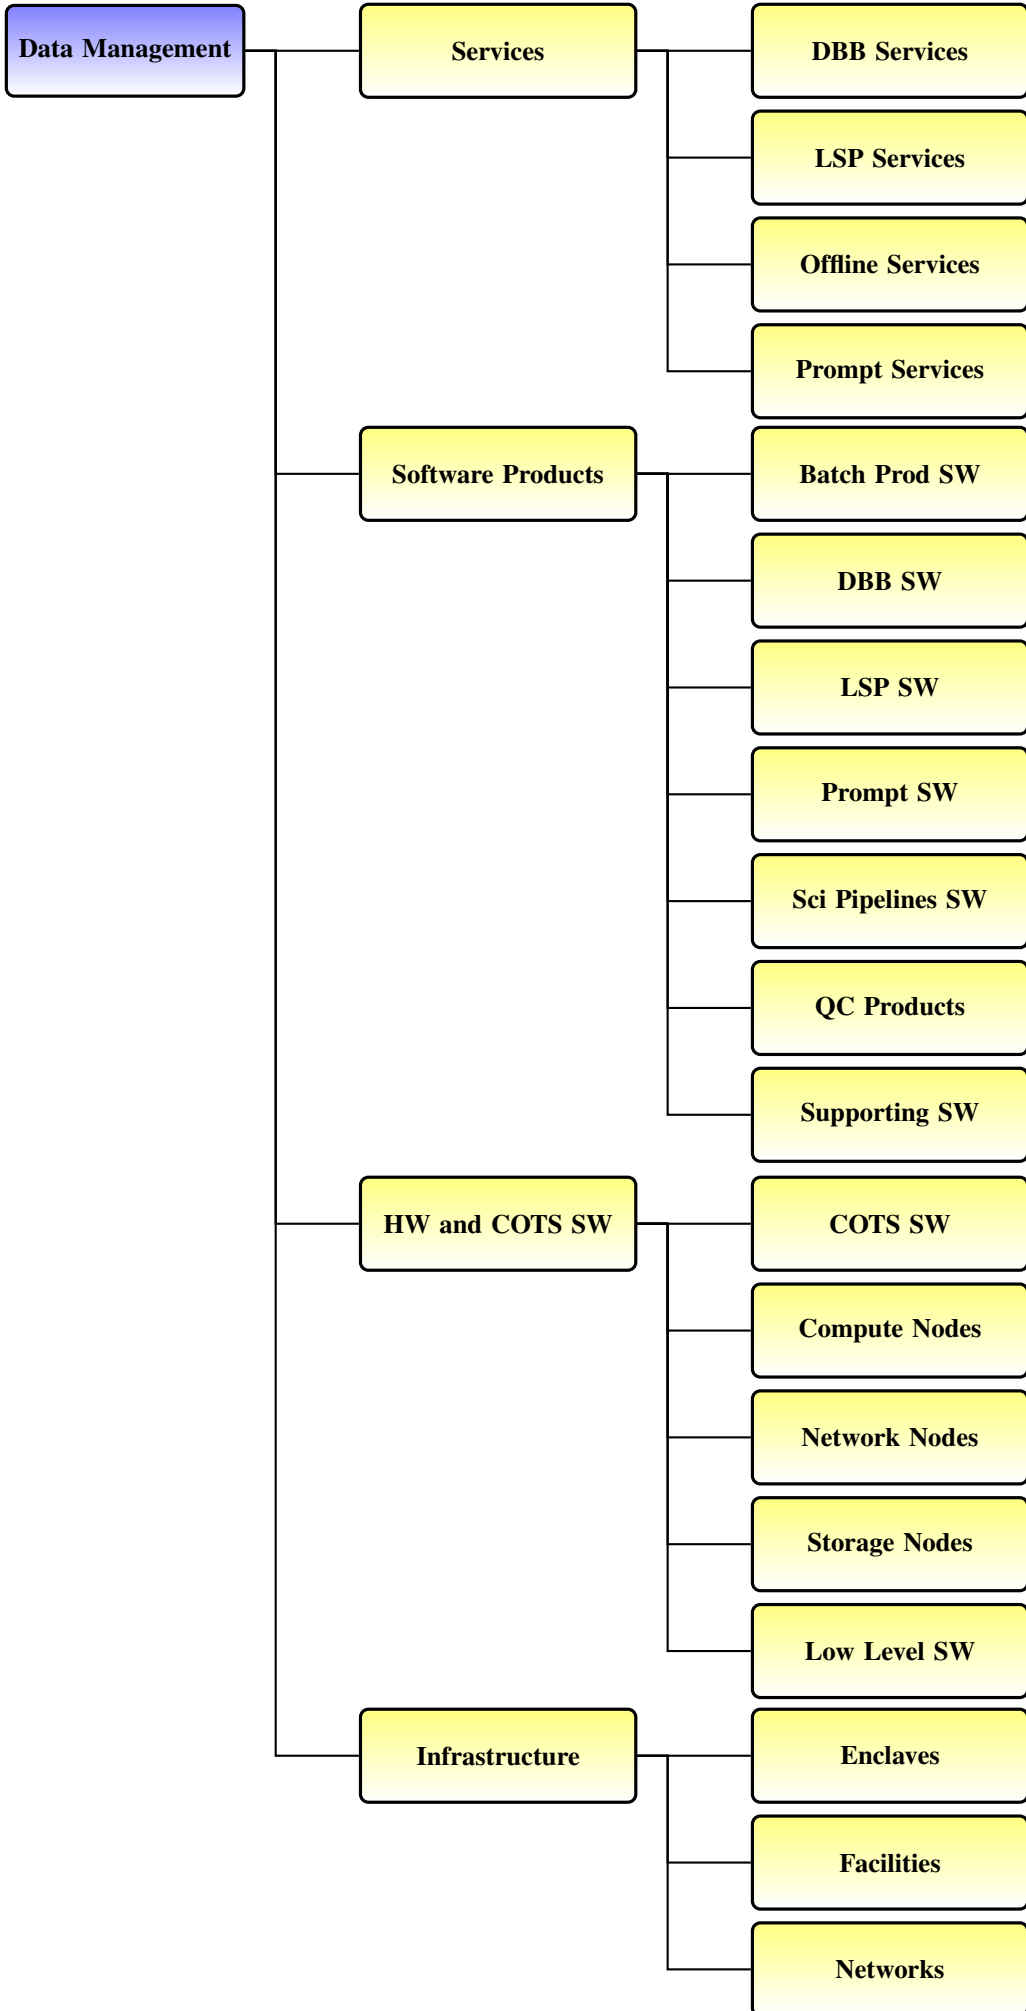 Data Management
Services
DBB Services
LSP Services
Offline Services
Prompt Services
Software Products
Batch Prod SW
DBB SW
LSP SW
Prompt SW
Sci Pipelines SW
QC Products
Supporting SW
HW and COTS SW
COTS SW
Compute Nodes
Network Nodes
Storage Nodes
Low Level SW
Infrastructure
Enclaves
Facilities
Networks